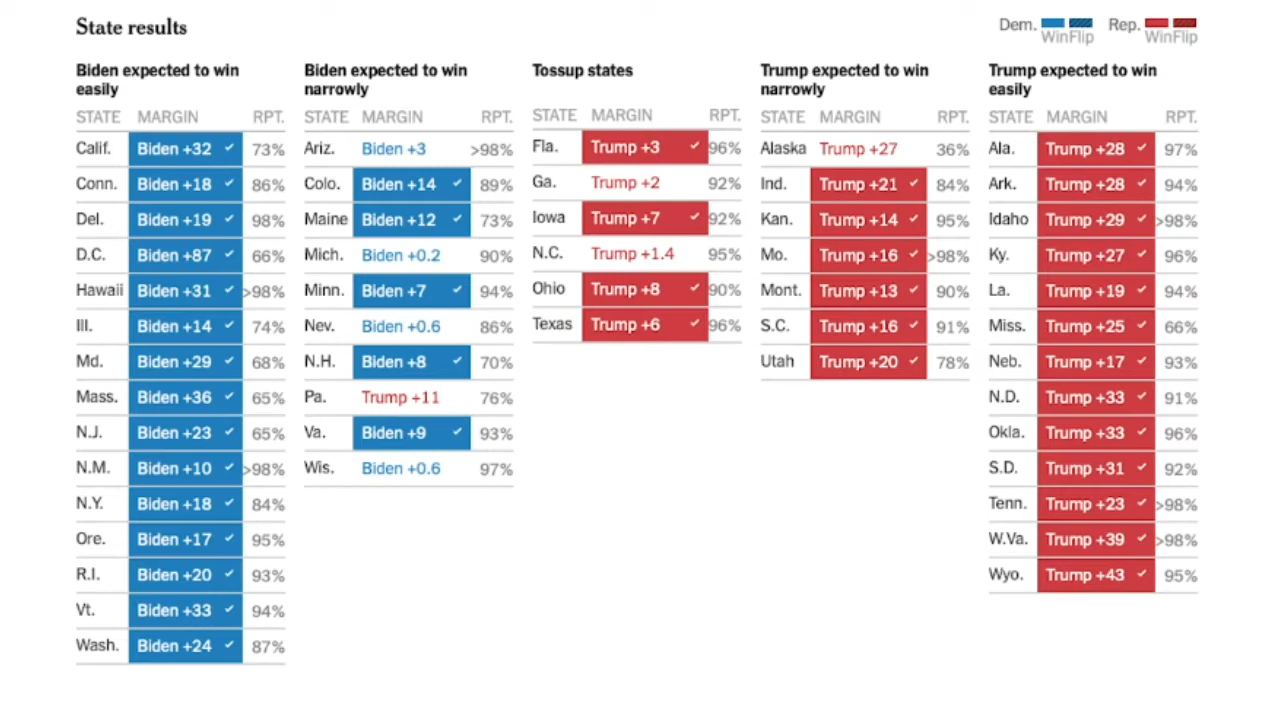 State results
Dem. Rep.
WinFlip WinFlip
Biden expected to win easily
STATE MARGIN RPT.
Calif. Biden +32 ✓ 73%
Conn. Biden +18 ✓ 86%
Del. Biden +19 ✓ 98%
D.C. Biden +87 ✓ 66%
Hawaii Biden +31 ✓ >98%
Ill. Biden +14 ✓ 74%
Md. Biden +29 ✓ 68%
Mass. Biden +36 ✓ 65%
N.J. Biden +23 ✓ 65%
N.M. Biden +10 ✓ >98%
N.Y. Biden +18 ✓ 84%
Ore. Biden +17 ✓ 95%
R.I. Biden +20 ✓ 93%
Vt. Biden +33 ✓ 94%
Wash. Biden +24 ✓ 87%
Biden expected to win narrowly
STATE MARGIN RPT.
Ariz. Biden +3 >98%
Colo. Biden +14 ✓ 89%
Maine Biden +12 ✓ 73%
Mich. Biden +0.2 90%
Minn. Biden +7 ✓ 94%
Nev. Biden +0.6 86%
N.H. Biden +8 ✓ 70%
Pa. Trump +11 76%
Va. Biden +9 ✓ 93%
Wis. Biden +0.6 97%
Tossup states
STATE MARGIN RPT.
Fla. Trump +3 ✓ 96%
Ga. Trump +2 92%
Iowa Trump +7 ✓ 92%
N.C. Trump +1.4 95%
Ohio Trump +8 ✓ 90%
Texas Trump +6 ✓ 96%
Trump expected to win narrowly
STATE MARGIN RPT.
Alaska Trump +27 36%
Ind. Trump +21 ✓ 84%
Kan. Trump +14 ✓ 95%
Mo. Trump +16 ✓ >98%
Mont. Trump +13 ✓ 90%
S.C. Trump +16 ✓ 91%
Utah Trump +20 ✓ 78%
Trump expected to win easily
STATE MARGIN RPT.
Ala. Trump +28 ✓ 97%
Ark. Trump +28 ✓ 94%
Idaho Trump +29 ✓ >98%
Ky. Trump +27 ✓ 96%
La. Trump +19 ✓ 94%
Miss. Trump +25 ✓ 66%
Neb. Trump +17 ✓ 93%
N.D. Trump +33 ✓ 91%
Okla. Trump +33 ✓ 96%
S.D. Trump +31 ✓ 92%
Tenn. Trump +23 ✓ >98%
W.Va. Trump +39 ✓ >98%
Wyo. Trump +43 ✓ 95%